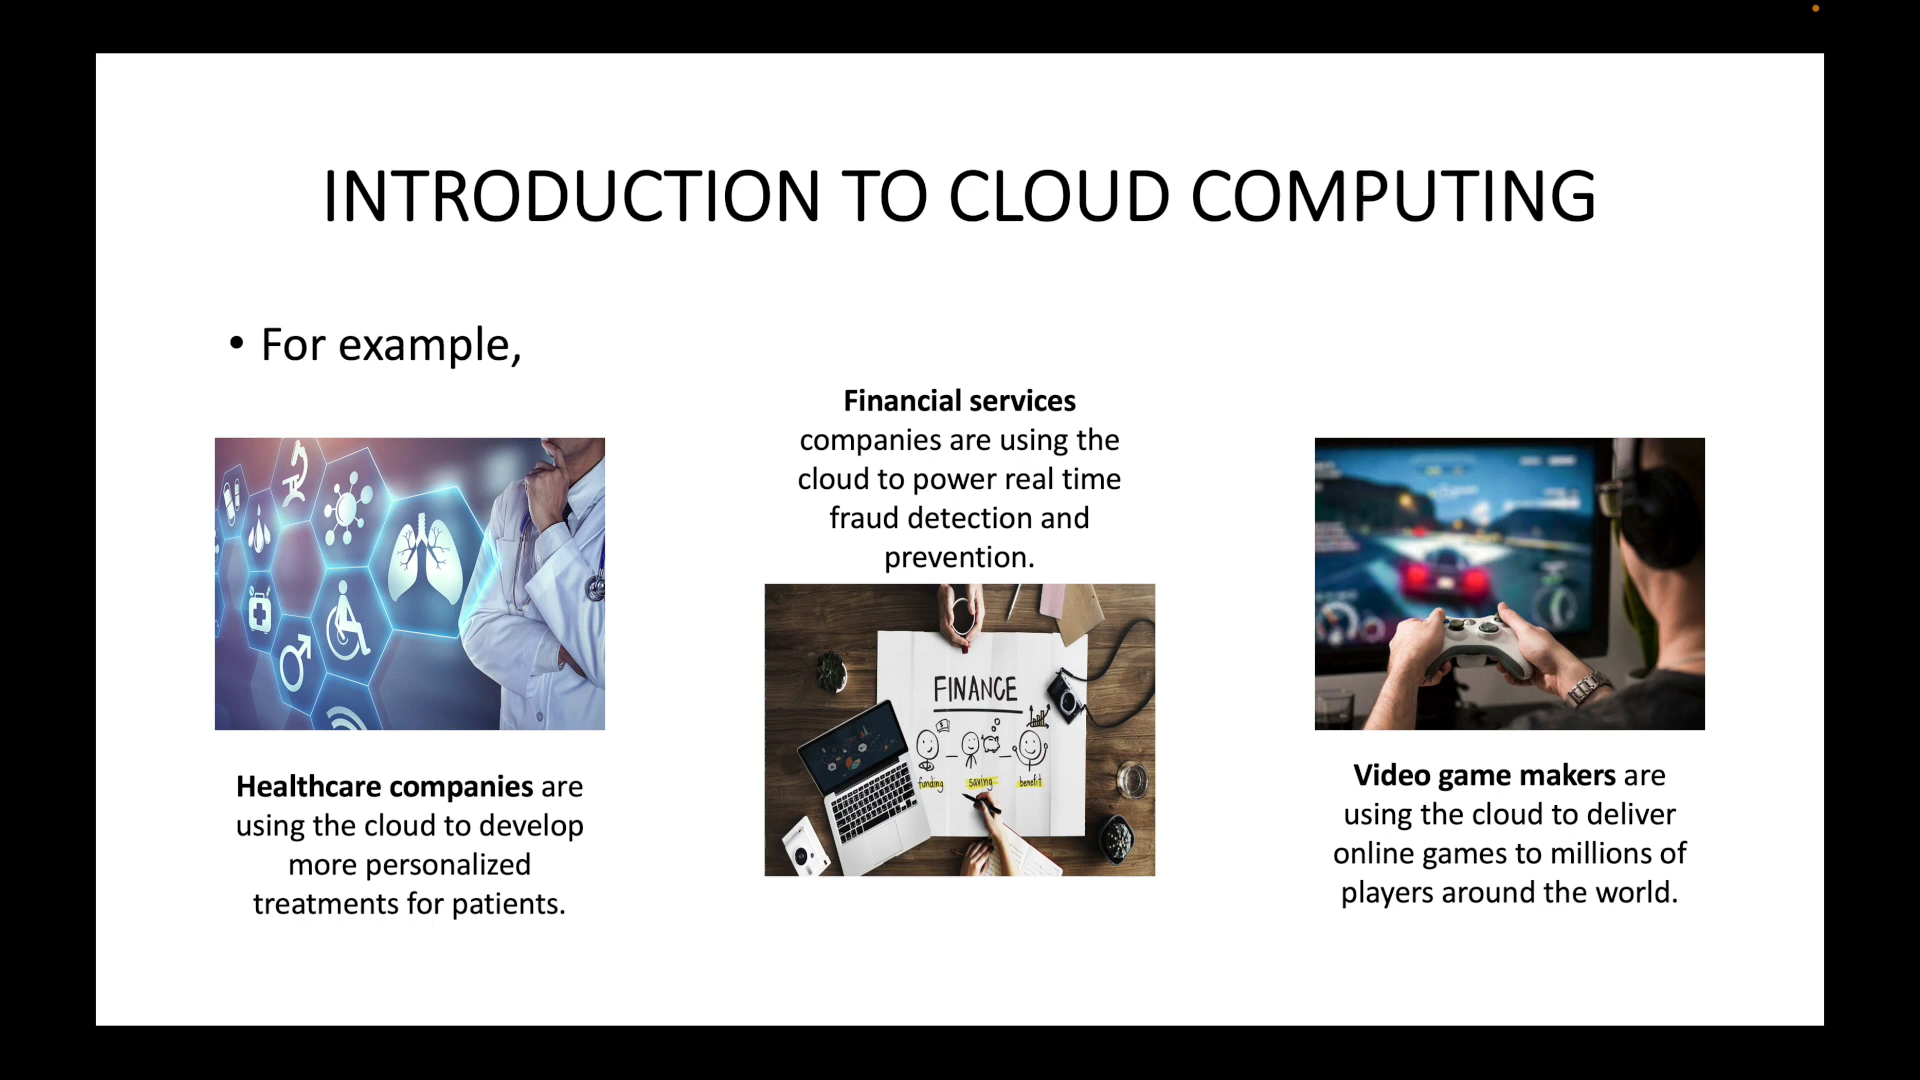 INTRODUCTION TO CLOUD COMPUTING
• For example,
Healthcare companies are
using the cloud to develop
more personalized
treatments for patients.
Financial services
companies are using the
cloud to power real time
fraud detection and
prevention.
FINANCE
funding
saving
benefit
Video game makers are
using the cloud to deliver
online games to millions of
players around the world.